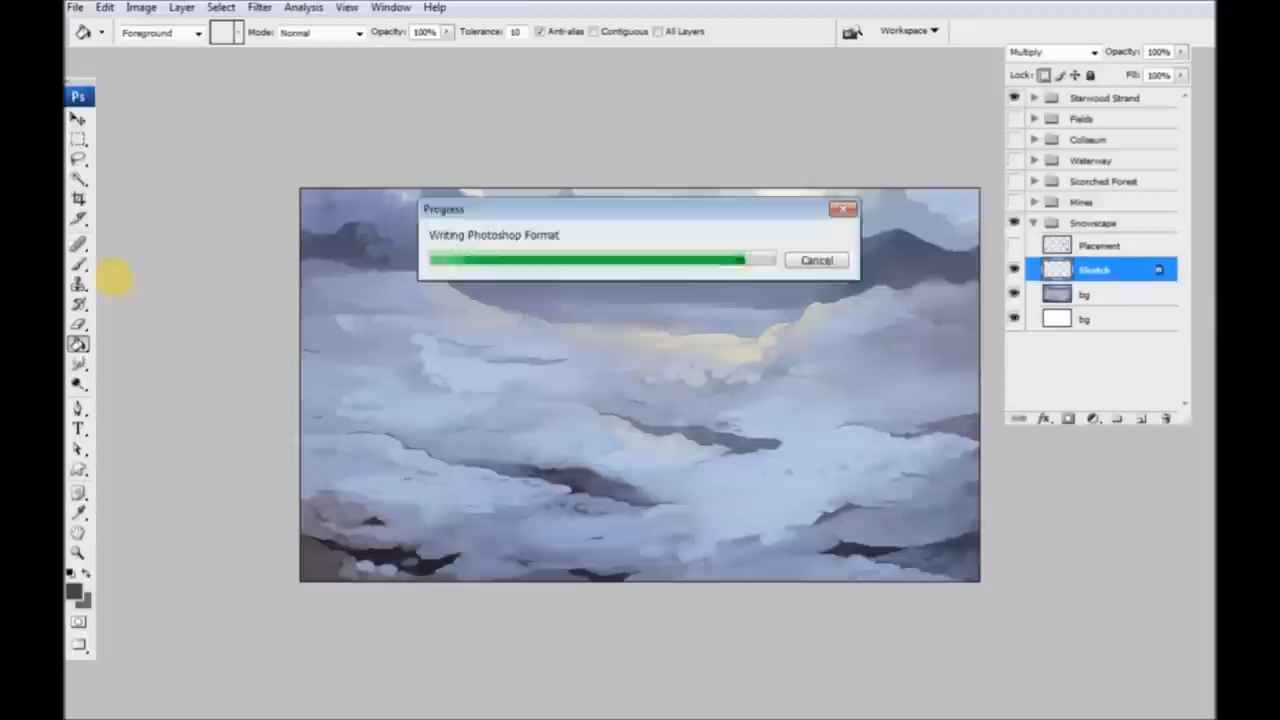 File Edit Image Layer Select Filter Analysis View Window Help
Foreground Mode: Normal Opacity: 100% Tolerance: 10 Anti-alias Contiguous All Layers Workspace
Multiply Opacity: 100%
Lock: Fill: 100%
Ps
Starwood Strand
Fields
Coliseum
Waterway
Scorched Forest
Mines
Snowscape
Placement
Sketch
bg
bg
Progress
Writing Photoshop Format
Cancel
T